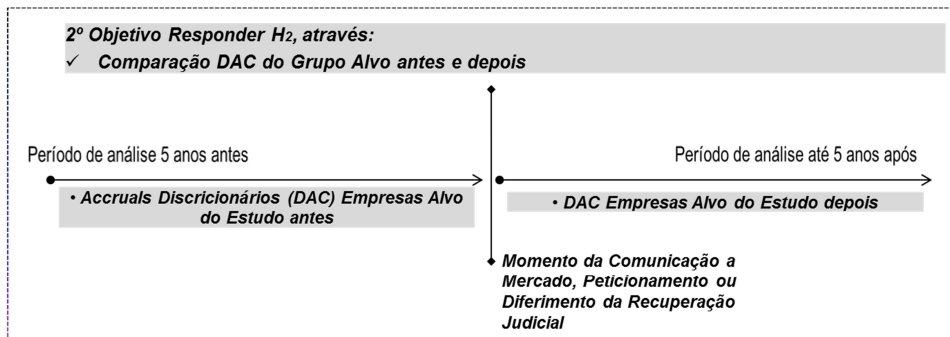 2º Objetivo Responder H2, através:
✓ Comparação DAC do Grupo Alvo antes e depois
Período de análise 5 anos antes
Período de análise até 5 anos após
• Accruals Discricionários (DAC) Empresas Alvo
do Estudo antes
• DAC Empresas Alvo do Estudo depois
Momento da Comunicação a
Mercado, Peticionamento ou
Diferimento da Recuperação
Judicial